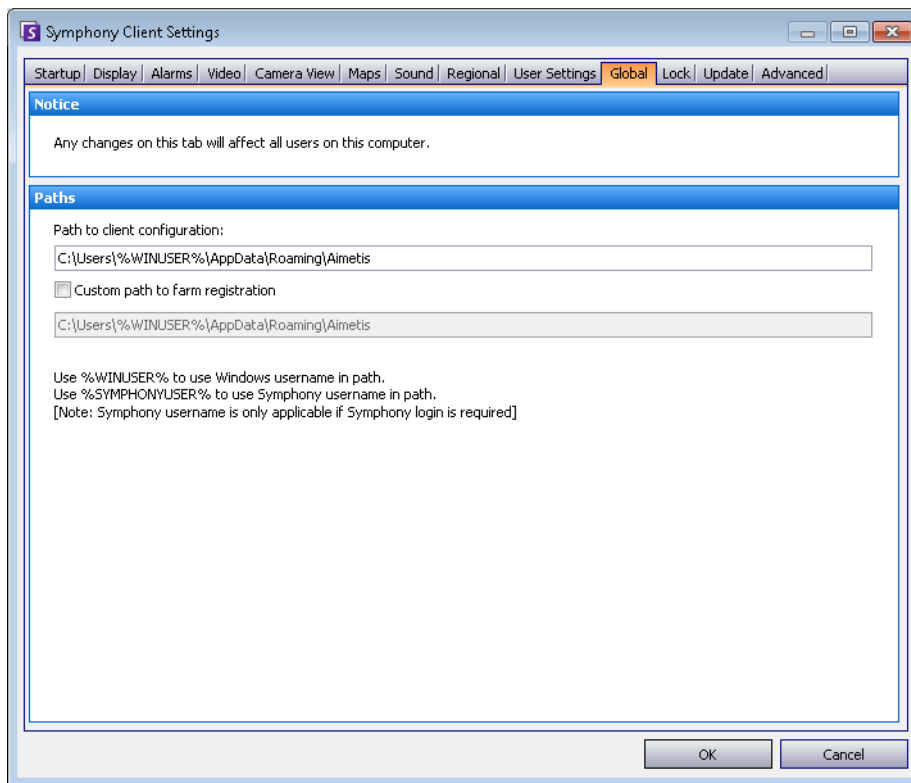 S Symphony Client Settings
Startup Display Alarms Video Camera View Maps Sound Regional User Settings Global Lock Update Advanced
Notice
Any changes on this tab will affect all users on this computer.
Paths
Path to client configuration:
C:\Users\%WINUSER%\AppData\Roaming\Aimetis
Custom path to farm registration
C:\Users\%WINUSER%\AppData\Roaming\Aimetis
Use %WINUSER% to use Windows username in path.
Use %SYMPHONYUSER% to use Symphony username in path.
[Note: Symphony username is only applicable if Symphony login is required]
OK Cancel